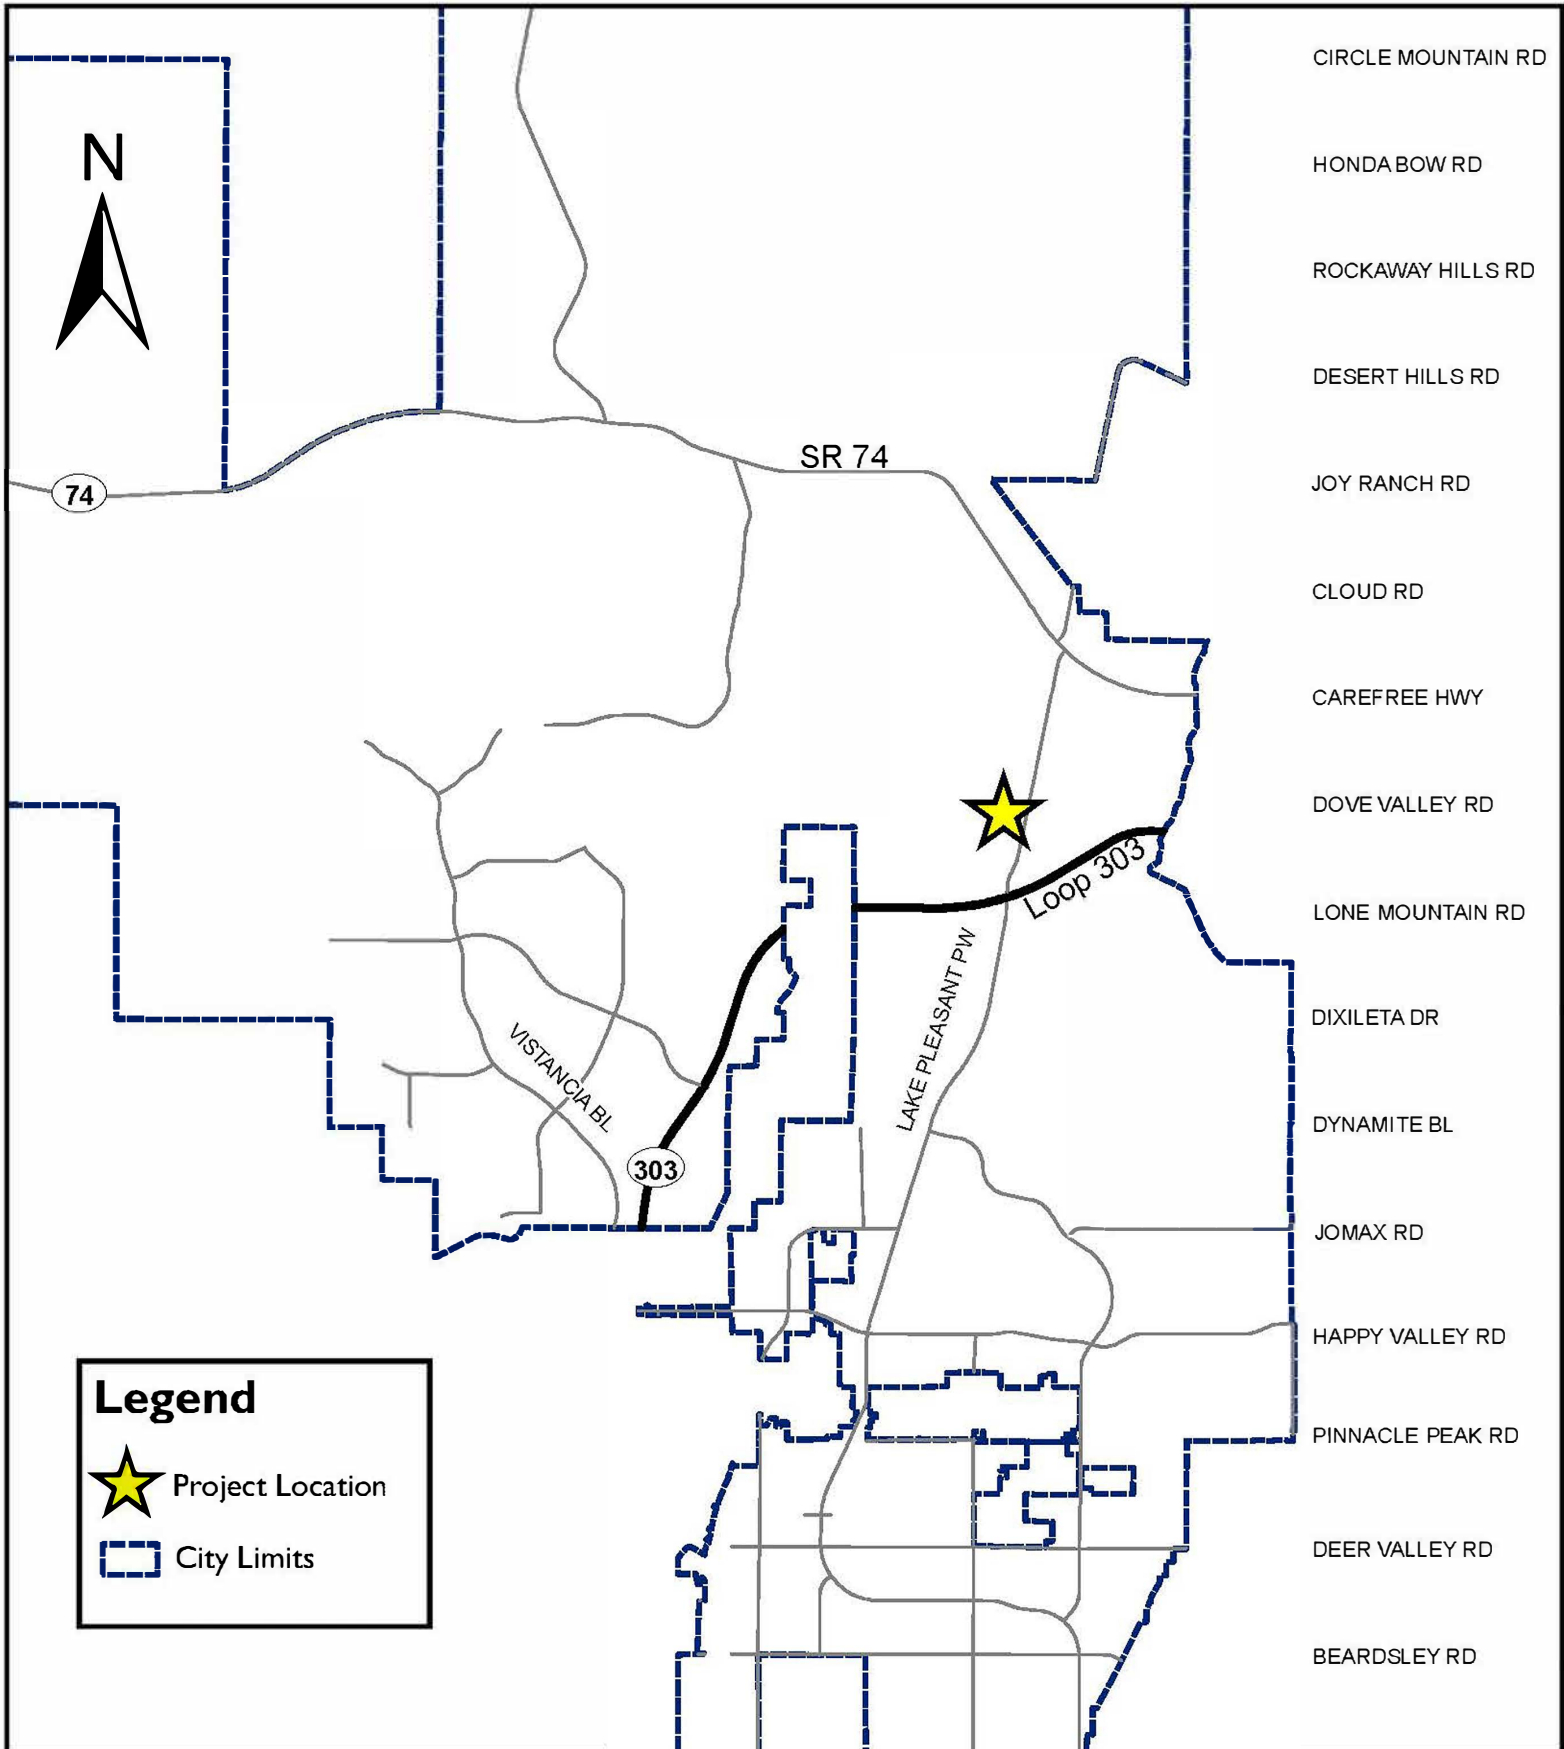 CIRCLE MOUNTAIN RD
N
HONDA BOW RD
ROCKAWAY HILLS RD
DESERT HILLS RD
SR 74
74
JOY RANCH RD
CLOUD RD
CAREFREE HWY
DOVE VALLEY RD
Loop 303
LONE MOUNTAIN RD
LAKE PLEASANT PW
DIXILETA DR
VISTANCIA BL
DYNAMITE BL
303
JOMAX RD
HAPPY VALLEY RD
Legend
PINNACLE PEAK RD
Project Location
City Limits
DEER VALLEY RD
BEARDSLEY RD